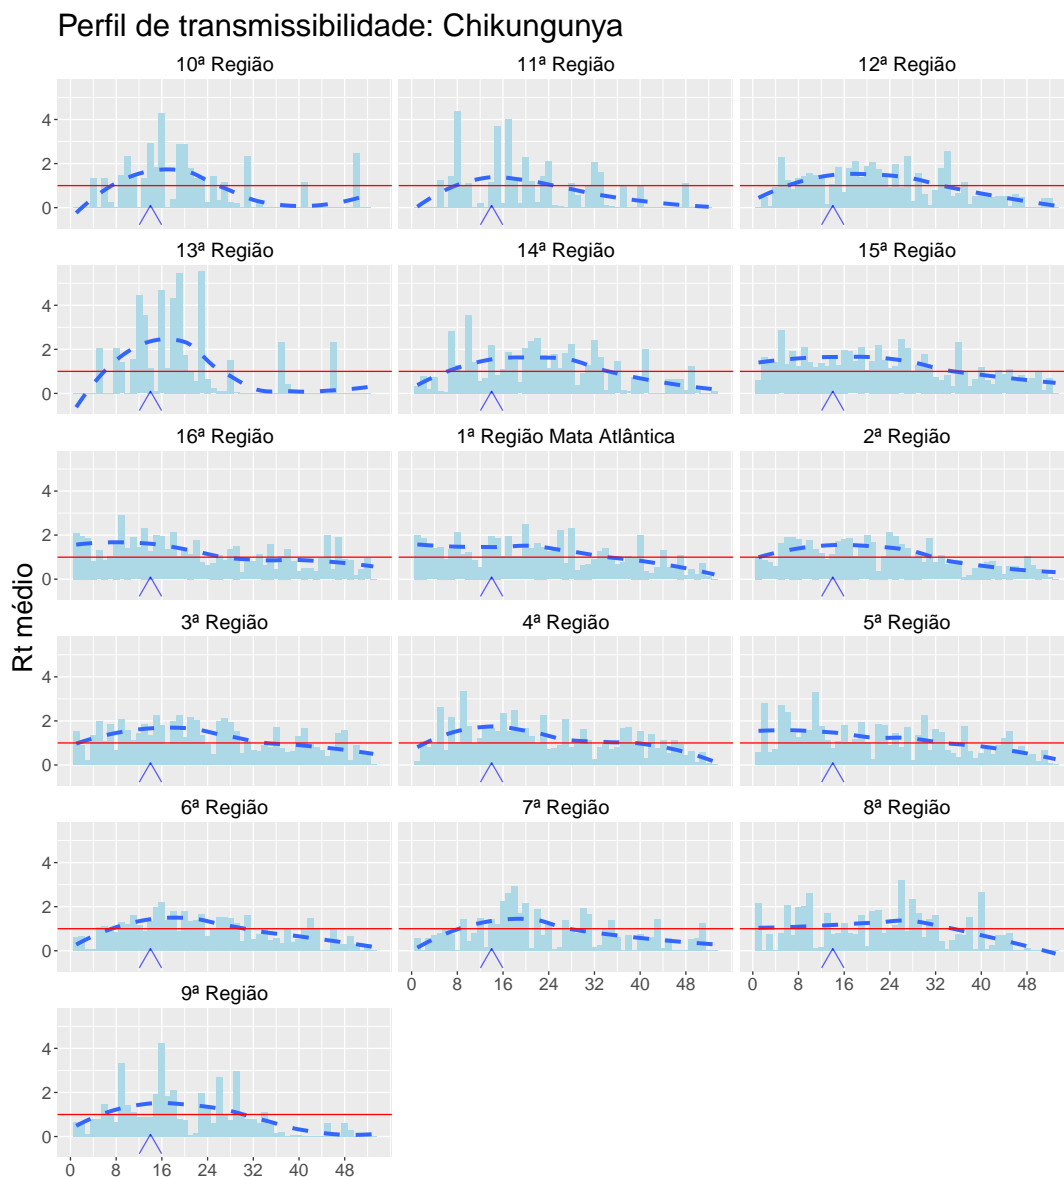 Perfil de transmissibilidade: Chikungunya
10ª Região
11ª Região
12ª Região
4
2
0
13ª Região
14ª Região
15ª Região
4
2
0
16ª Região
1ª Região Mata Atlântica
2ª Região
4
2
0
Rt médio
3ª Região
4ª Região
5ª Região
4
2
0
6ª Região
7ª Região
8ª Região
4
2
0
0 8 16 24 32 40 48
0 8 16 24 32 40 48
9ª Região
4
2
0
0 8 16 24 32 40 48